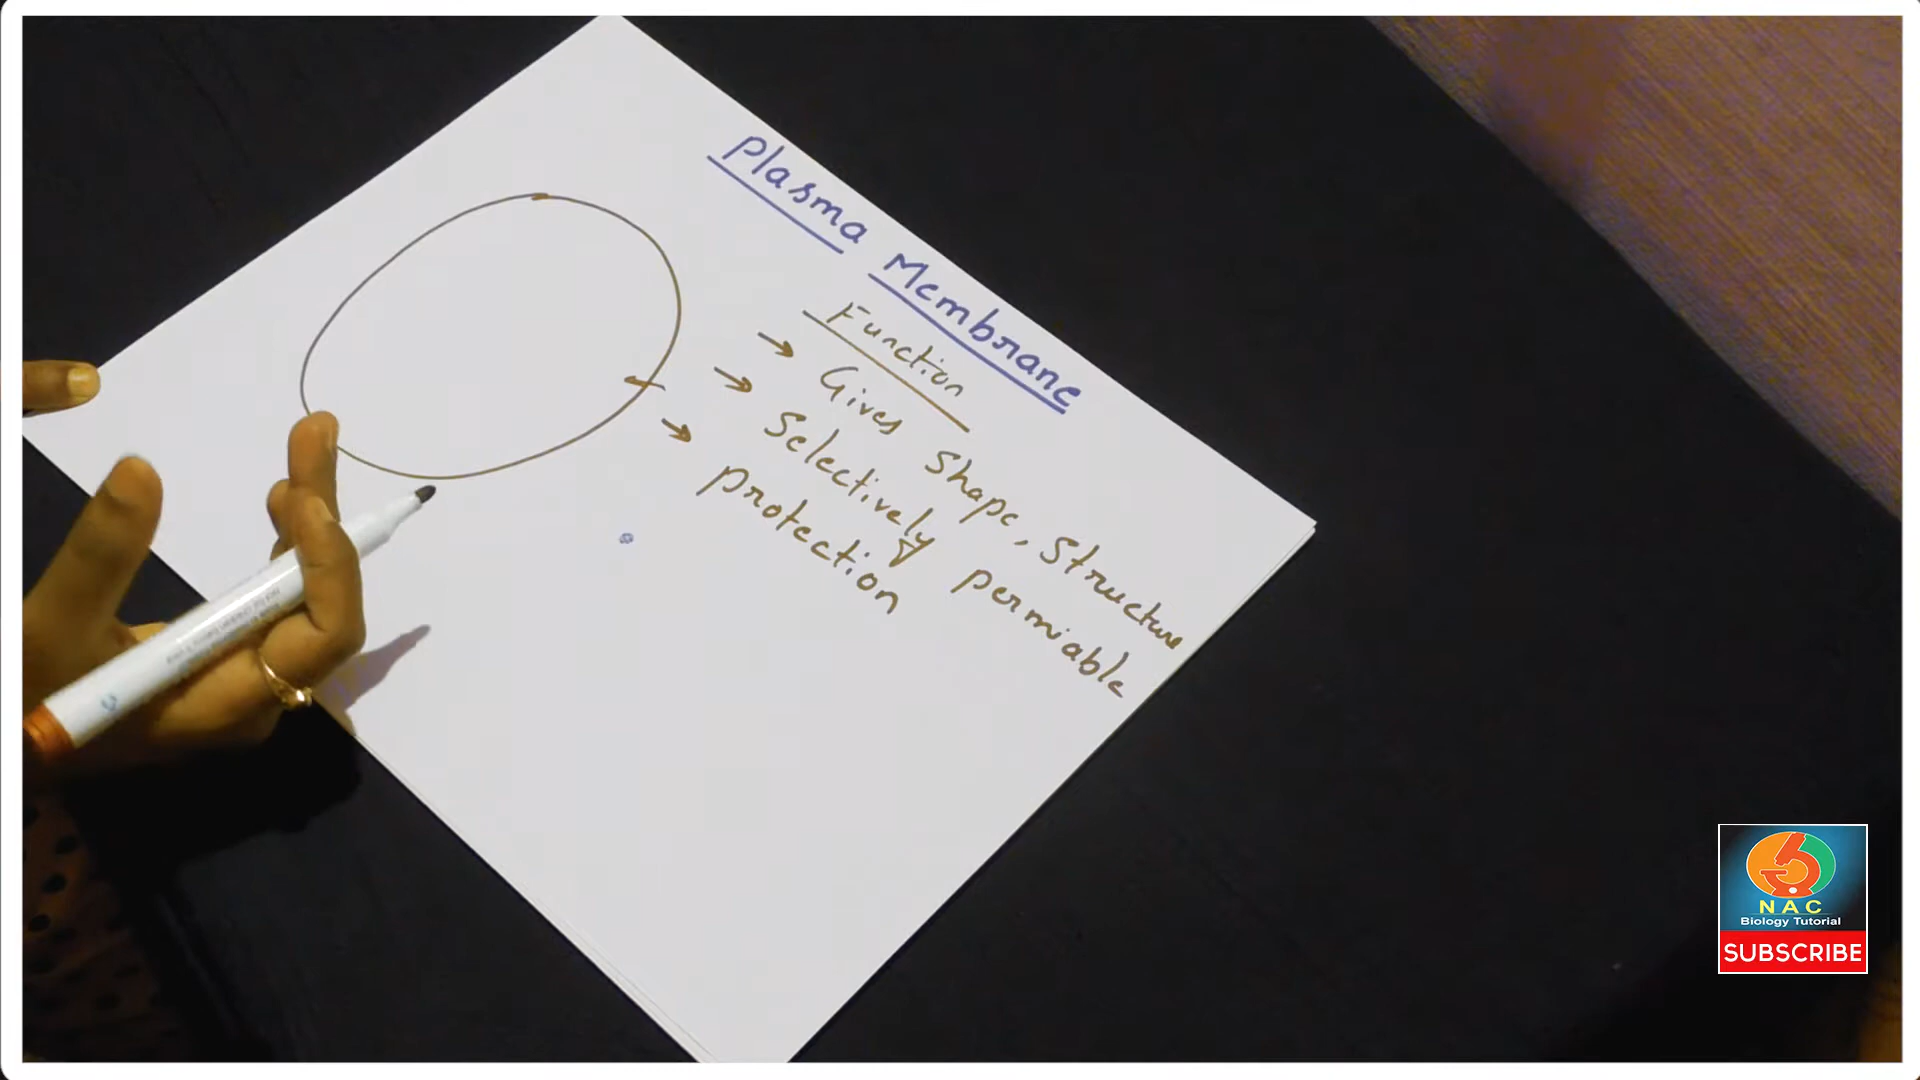 Plasma Membrane
Function
→ Gives shape, structure
→ Selectively permiable
→ protection
NAC
Biology Tutorial
SUBSCRIBE